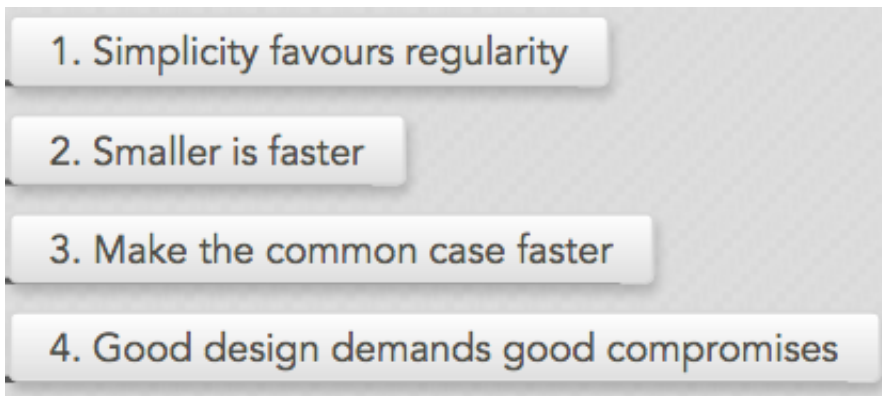 1. Simplicity favours regularity
2. Smaller is faster
3. Make the common case faster
4. Good design demands good compromises